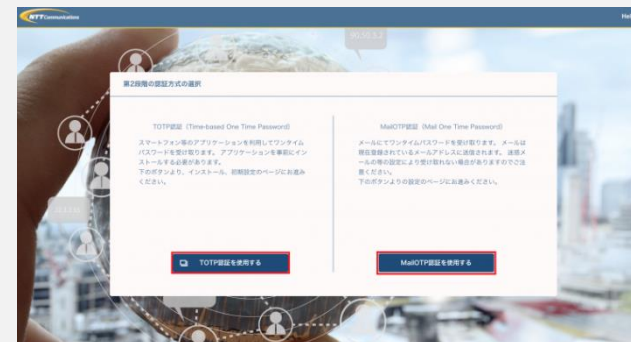 NTT Communications
Hel
90.50.3.2
第2段階の認証方式の選択
TOTP認証 (Time-based One Time Password)
スマートフォン等のアプリケーションを利用してワンタイム
パスワードを受け取ります。 アプリケーションを事前にイン
ストールする必要があります。
下のボタンより、インストール、初期設定のページにお進み
ください。
TOTP認証を使用する
MailOTP認証 (Mail One Time Password)
メールにてワンタイムパスワードを受け取ります。 メールは
現在登録されているメールアドレスに送信されます。 迷惑メ
ールの等の設定により受け取れない場合がありますのでご注
意ください。
下のボタンよりの設定のページにお進みください。
MailOTP認証を使用する